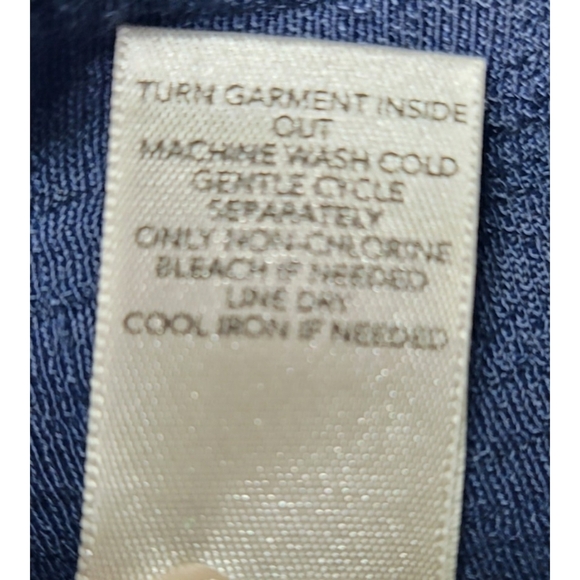 TURN GARMENT INSIDE
OUT
MACHINE WASH COLD
GENTLE CYCLE
SEPARATELY
ONLY NON-CHLORINE
BLEACH IF NEEDED
LINE DRY
COOL IRON IF NEEDED